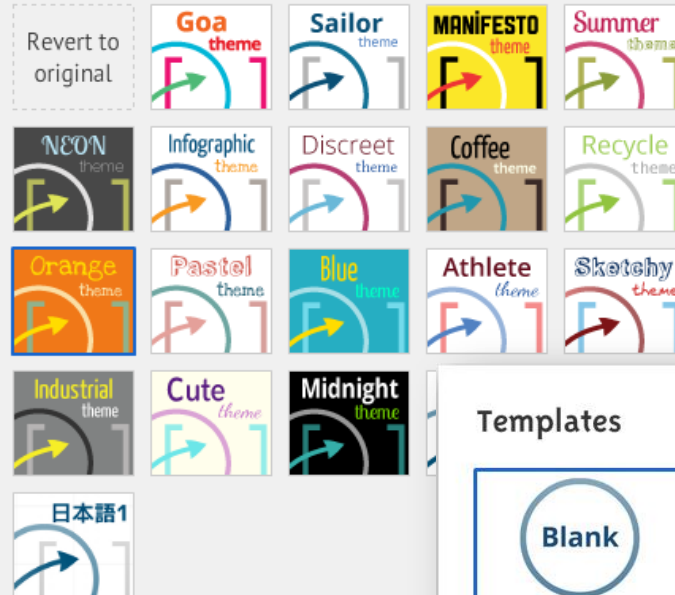 Revert to
original
Goa
theme
Sailor
theme
MANiFESTO
theme
Summer
theme
NEON
theme
Infographic
theme
Discreet
theme
Coffee
theme
Recycle
theme
Orange
theme
Pastel
theme
Blue
theme
Athlete
theme
Sketchy
theme
Industrial
theme
Cute
theme
Midnight
theme
Templates
Blank
日本語1